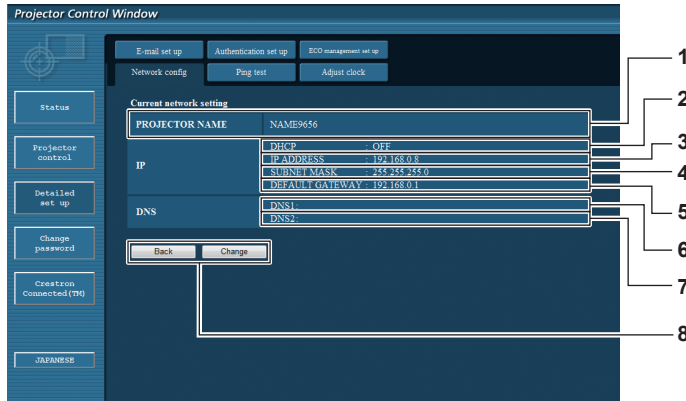 Projector Control Window
E-mail set up
Authentication set up
ECO management set up
Network config
Ping test
Adjust clock
Status
Projector
control
Detailed
set up
Change
password
Crestron
Connected(TM)
JAPANESE
Current network setting
PROJECTOR NAME NAME9656
IP
DHCP : OFF
IP ADDRESS : 192.168.0.8
SUBNET MASK : 255.255.255.0
DEFAULT GATEWAY : 192.168.0.1
DNS
DNS1:
DNS2:
Back
Change
1
2
3
4
5
6
7
8